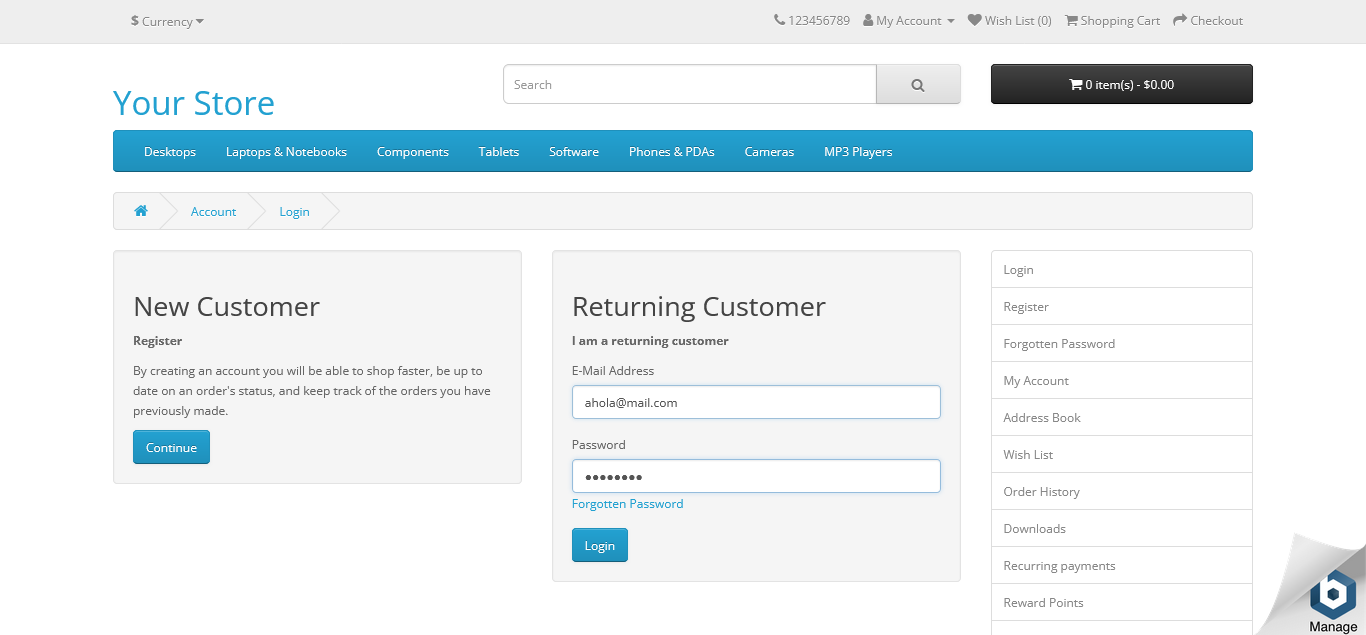 $ Currency
123456789 My Account Wish List (0) Shopping Cart Checkout
Your Store
Search
0 item(s) - $0.00
Desktops Laptops & Notebooks Components Tablets Software Phones & PDAs Cameras MP3 Players
Account Login
New Customer
Register
By creating an account you will be able to shop faster, be up to
date on an order's status, and keep track of the orders you have
previously made.
Continue
Returning Customer
I am a returning customer
E-Mail Address
ahola@mail.com
Password
••••••••
Forgotten Password
Login
Login
Register
Forgotten Password
My Account
Address Book
Wish List
Order History
Downloads
Recurring payments
Reward Points
b
Manage